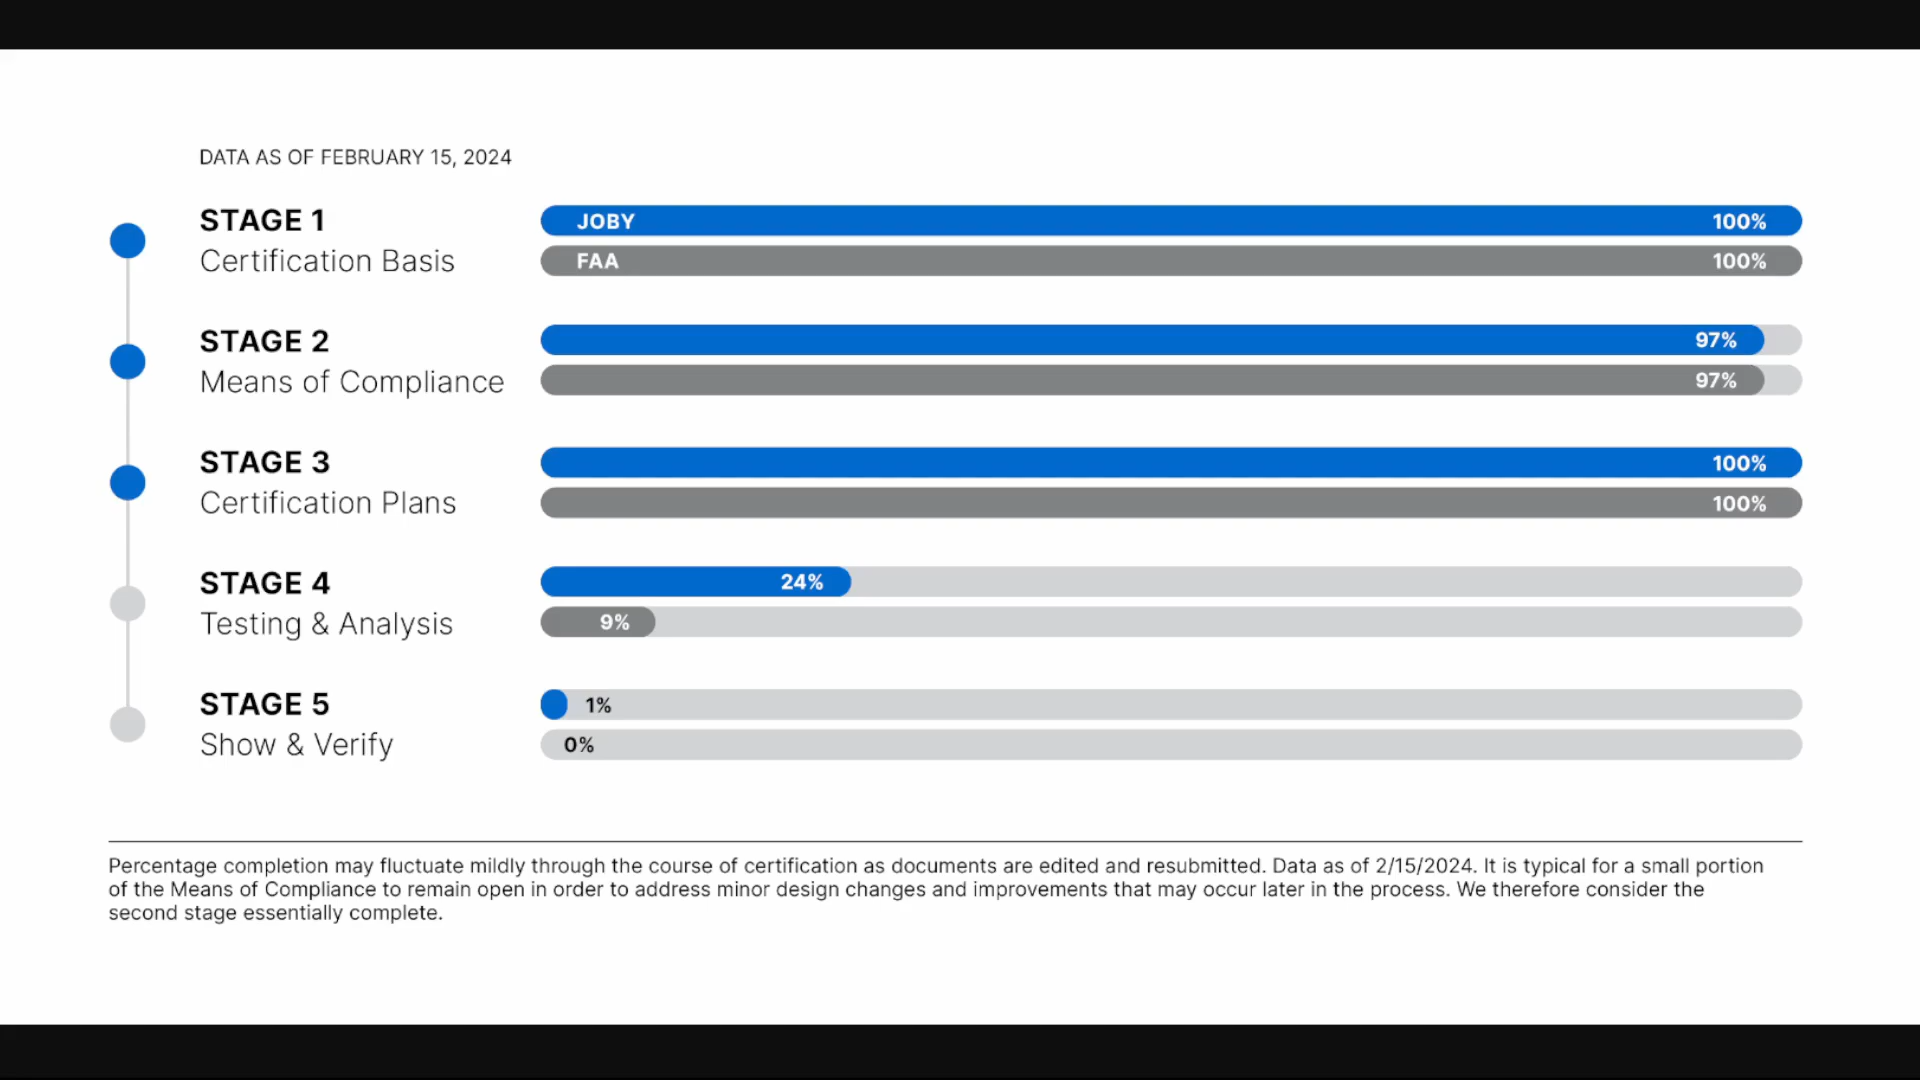 DATA AS OF FEBRUARY 15, 2024
STAGE 1
Certification Basis
JOBY 100%
FAA 100%
STAGE 2
Means of Compliance
97%
97%
STAGE 3
Certification Plans
100%
100%
STAGE 4
Testing & Analysis
24%
9%
STAGE 5
Show & Verify
1%
0%
Percentage completion may fluctuate mildly through the course of certification as documents are edited and resubmitted. Data as of 2/15/2024. It is typical for a small portion
of the Means of Compliance to remain open in order to address minor design changes and improvements that may occur later in the process. We therefore consider the
second stage essentially complete.